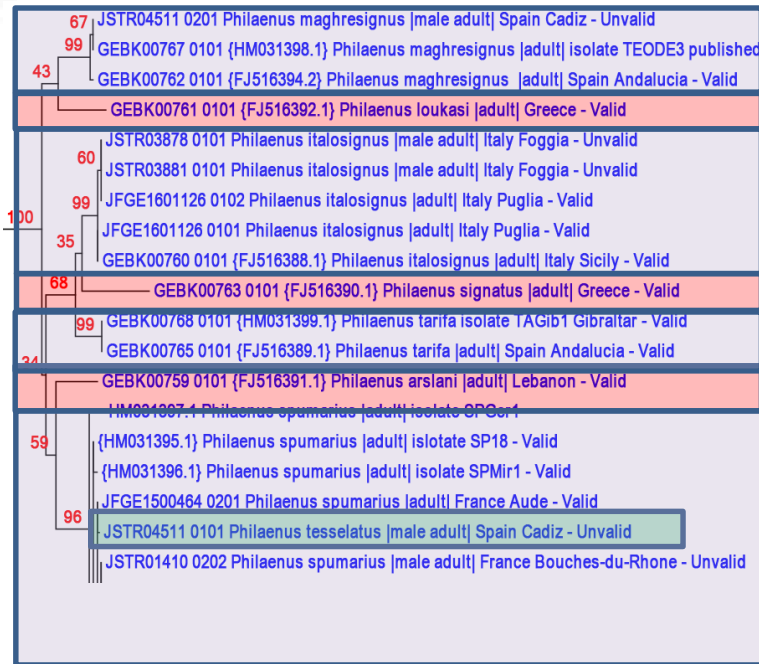 67
JSTR04511 0201 Philaenus maghresignus |male adult| Spain Cadiz - Unvalid
99
GEBK00767 0101 {HM031398.1} Philaenus maghresignus |adult| isolate TEODE3 published
43
GEBK00762 0101 {FJ516394.2} Philaenus maghresignus |adult| Spain Andalucia - Valid
GEBK00761 0101 {FJ516392.1} Philaenus loukasi |adult| Greece - Valid
JSTR03878 0101 Philaenus italosignus |male adult| Italy Foggia - Unvalid
60
JSTR03881 0101 Philaenus italosignus |male adult| Italy Foggia - Unvalid
99
JFGE1601126 0102 Philaenus italosignus |adult| Italy Puglia - Valid
100
JFGE1601126 0101 Philaenus italosignus |adult| Italy Puglia - Valid
35
GEBK00760 0101 {FJ516388.1} Philaenus italosignus |adult| Italy Sicily - Valid
68
GEBK00763 0101 {FJ516390.1} Philaenus signatus |adult| Greece - Valid
GEBK00768 0101 {HM031399.1} Philaenus tarifa isolate TAGib1 Gibraltar - Valid
99
GEBK00765 0101 {FJ516389.1} Philaenus tarifa |adult| Spain Andalucia - Valid
34
GEBK00759 0101 {FJ516391.1} Philaenus arslani |adult| Lebanon - Valid
HM031397.1 Philaenus spumarius |adult| isolate SPGer1
59
{HM031395.1} Philaenus spumarius |adult| islotate SP18 - Valid
{HM031396.1} Philaenus spumarius |adult| isolate SPMir1 - Valid
JFGE1500464 0201 Philaenus spumarius |adult| France Aude - Valid
96
JSTR04511 0101 Philaenus tesselatus |male adult| Spain Cadiz - Unvalid
JSTR01410 0202 Philaenus spumarius |male adult| France Bouches-du-Rhone - Unvalid